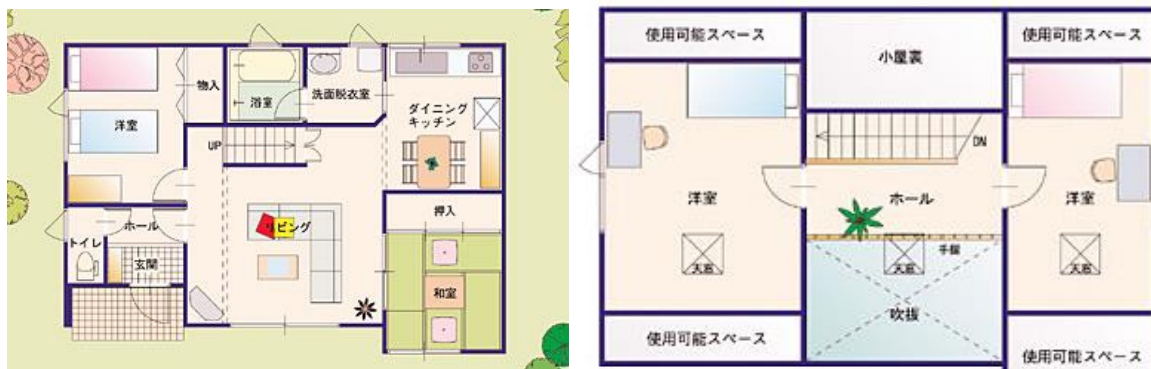 物入
浴室
洗面脱衣室
ダイニング
キッチン
洋室
UP
リビング
押入
ホール
トイレ
玄関
和室
使用可能スペース
小屋裏
使用可能スペース
DN
洋室
ホール
洋室
手摺
天窓
天窓
天窓
吹抜
使用可能スペース
使用可能スペース